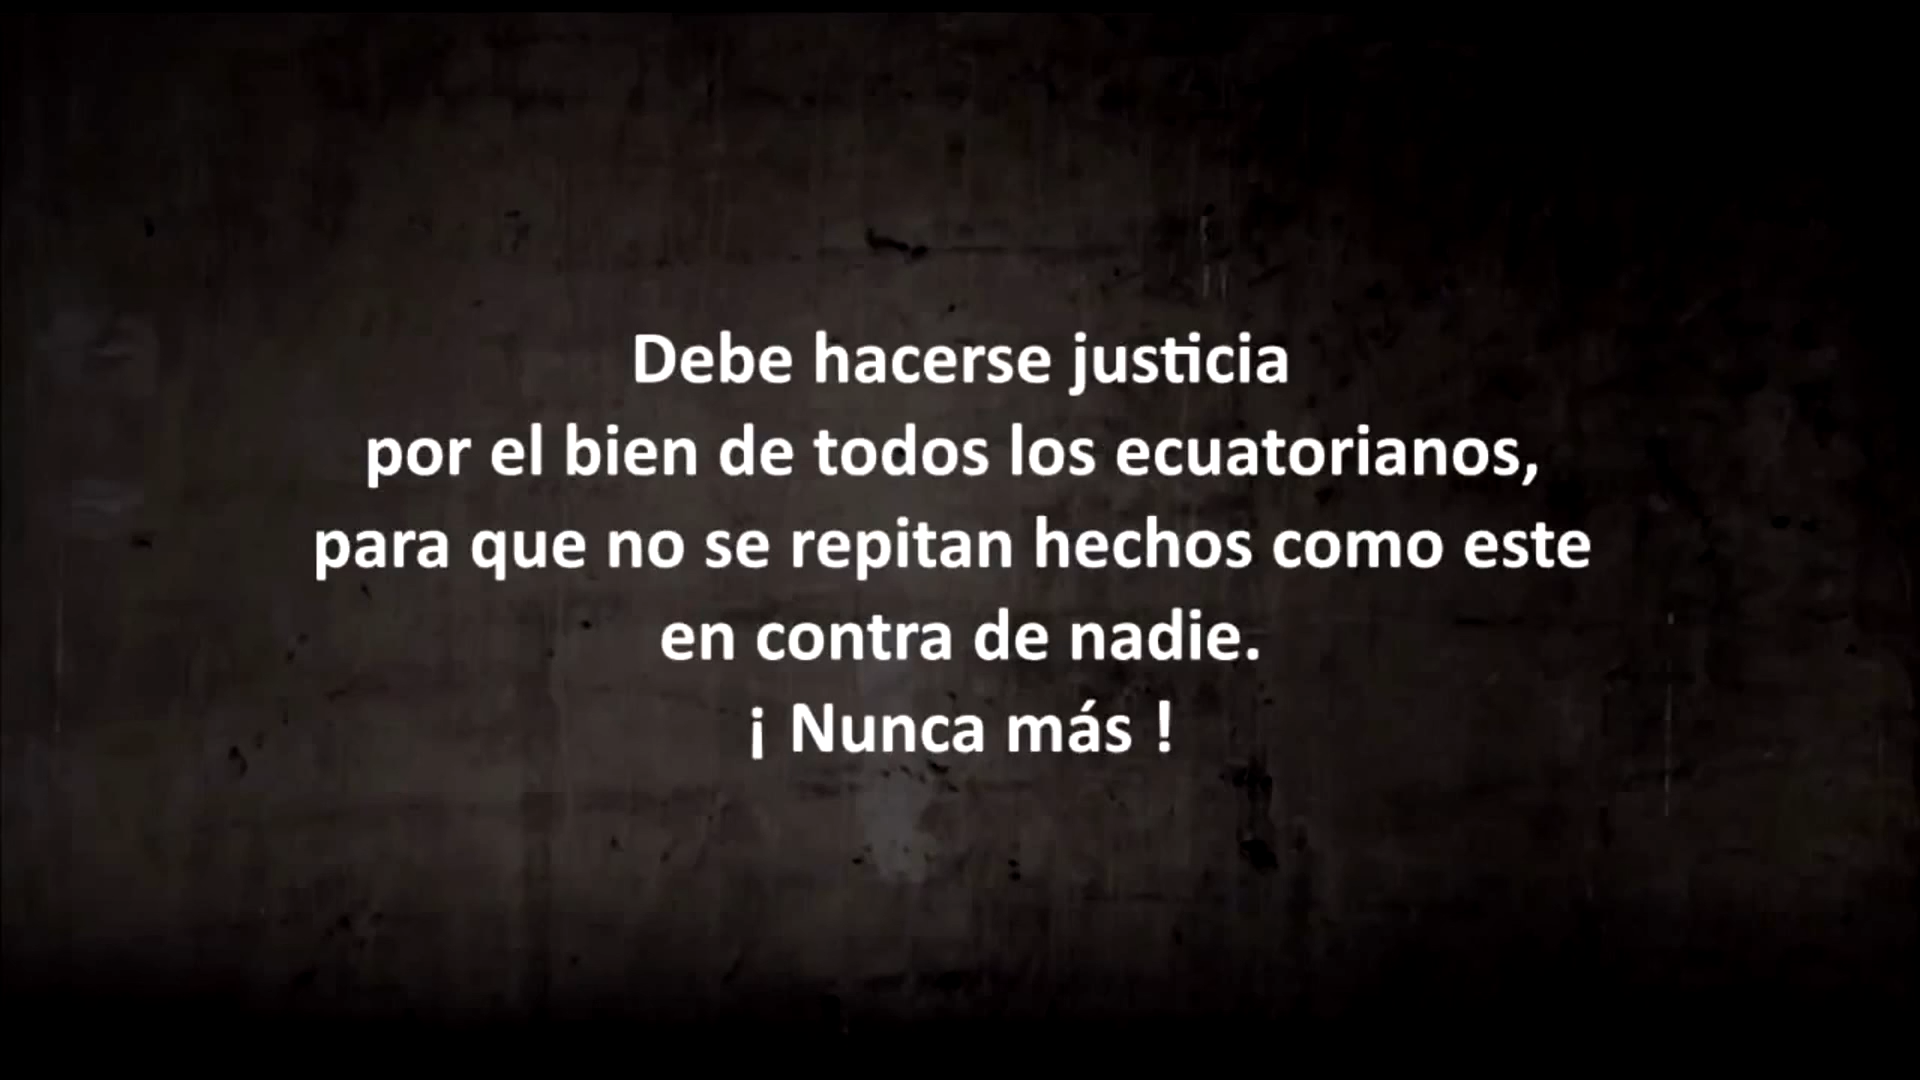 Debe hacerse justicia
por el bien de todos los ecuatorianos,
para que no se repitan hechos como este
en contra de nadie.
¡ Nunca más !